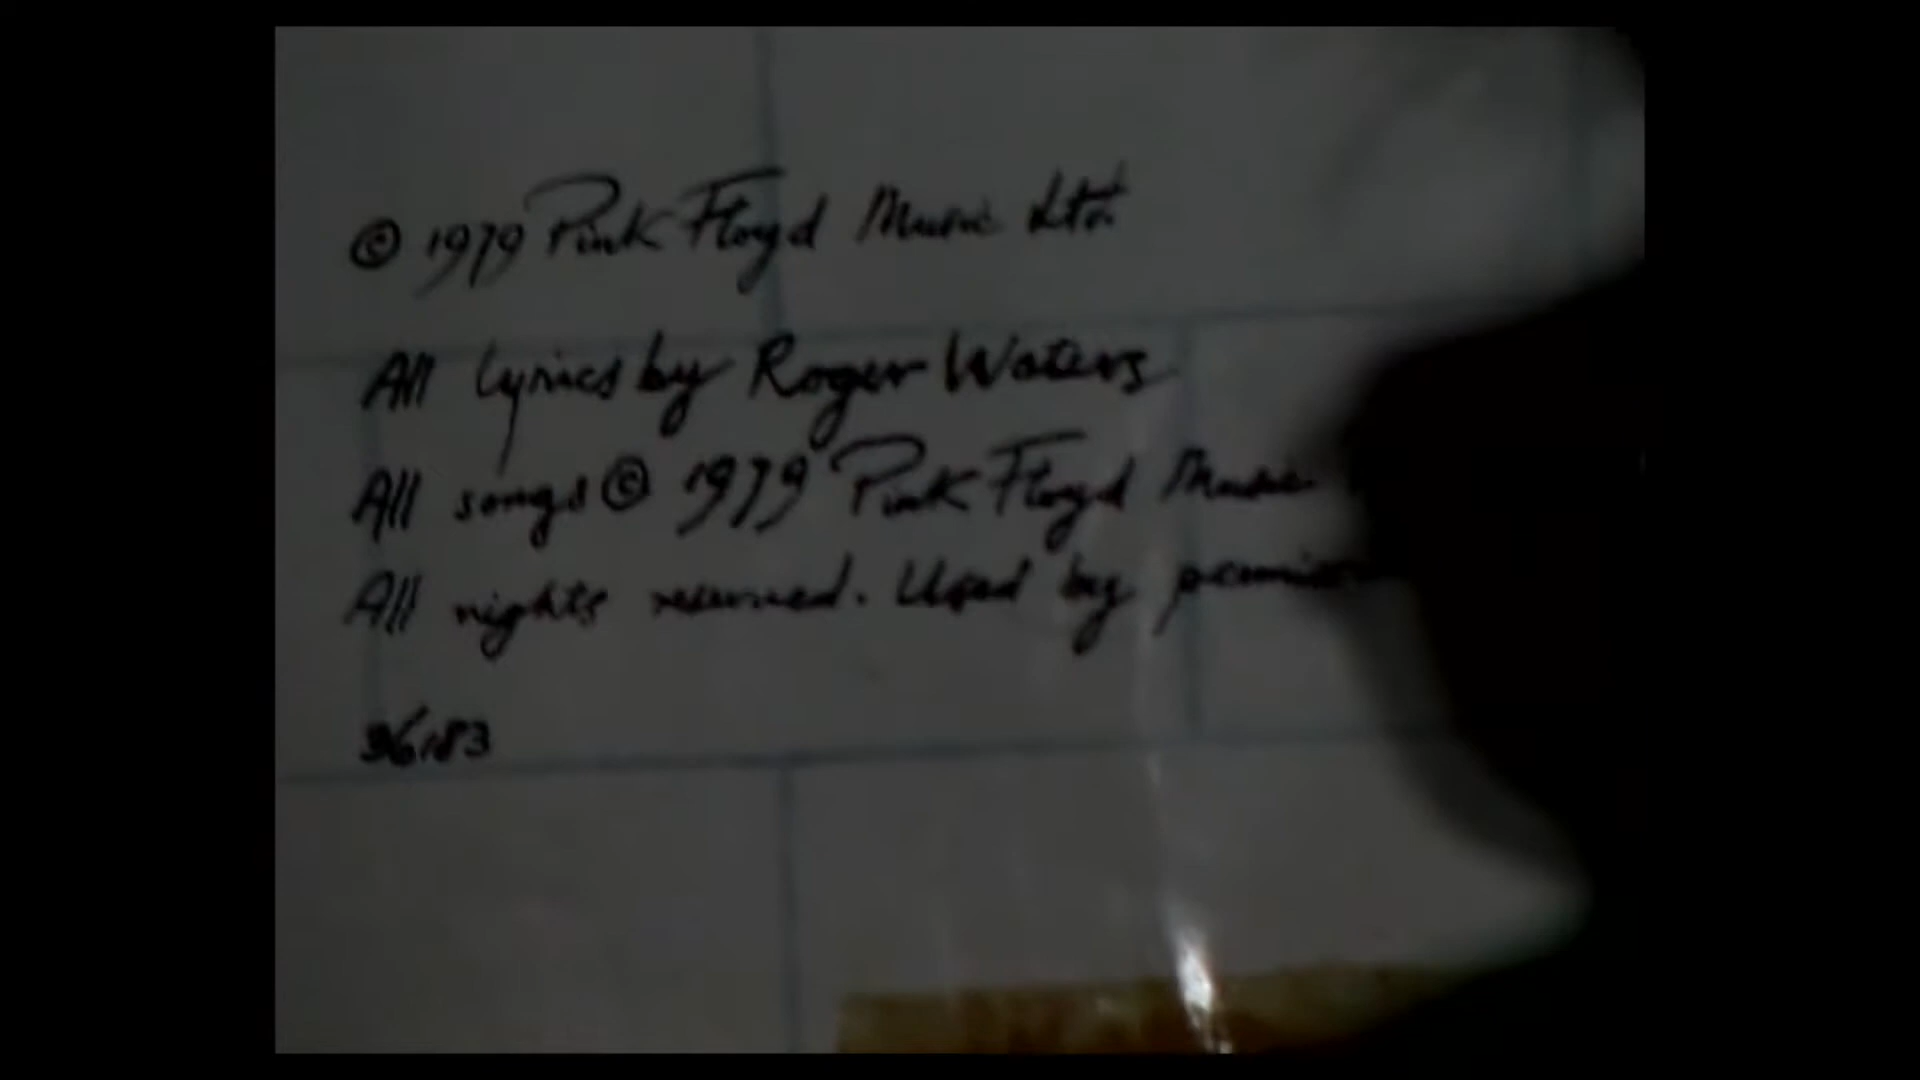 © 1979 Pink Floyd Music Ltd.
All lyrics by Roger Waters
All songs © 1979 Pink Floyd Music
All rights reserved. Used by
36183